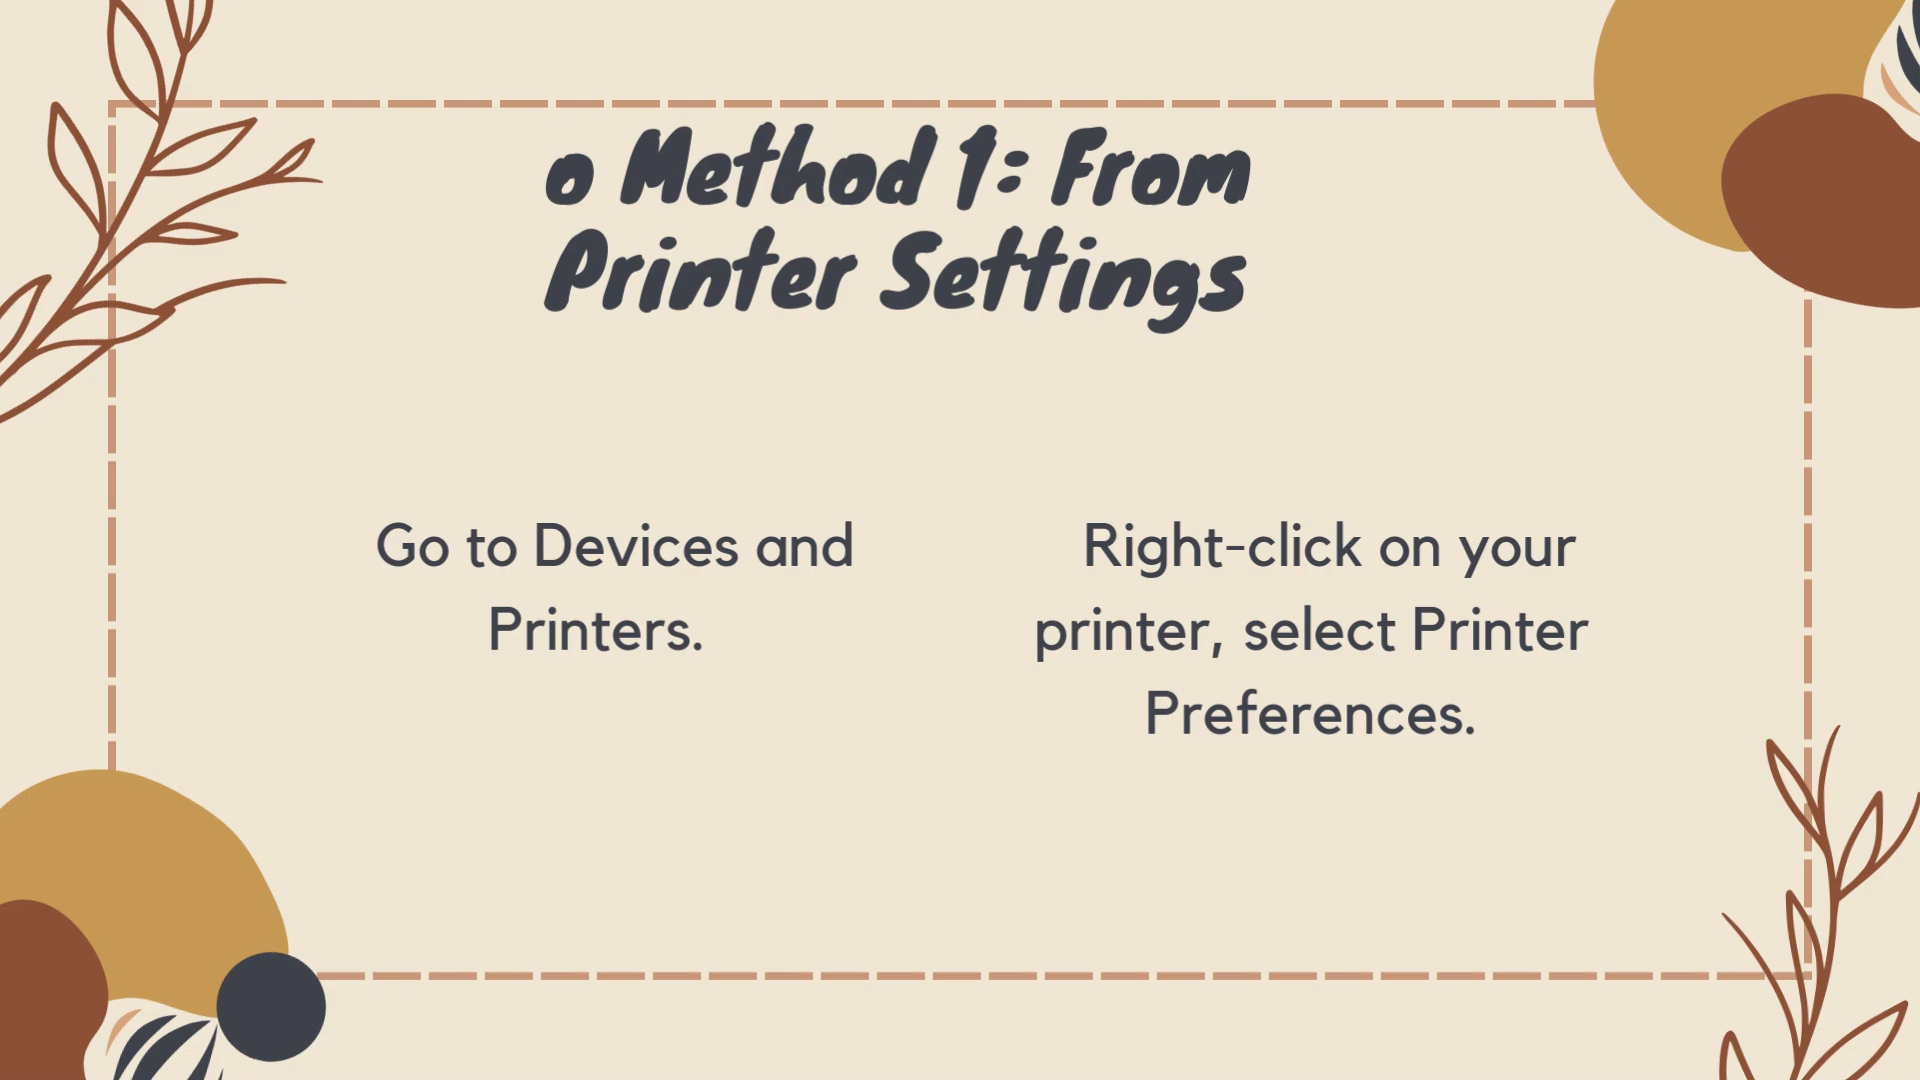 o Method 1: From
Printer Settings
Go to Devices and
Printers.
Right-click on your
printer, select Printer
Preferences.